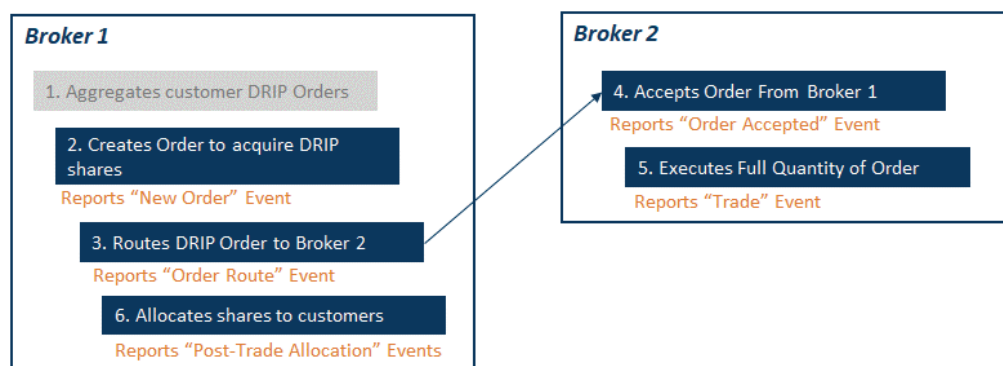 Broker 1
1. Aggregates customer DRIP Orders
2. Creates Order to acquire DRIP
shares
Reports “New Order” Event
3. Routes DRIP Order to Broker 2
Reports “Order Route” Event
6. Allocates shares to customers
Reports “Post-Trade Allocation” Events
Broker 2
4. Accepts Order From Broker 1
Reports “Order Accepted” Event
5. Executes Full Quantity of Order
Reports “Trade” Event